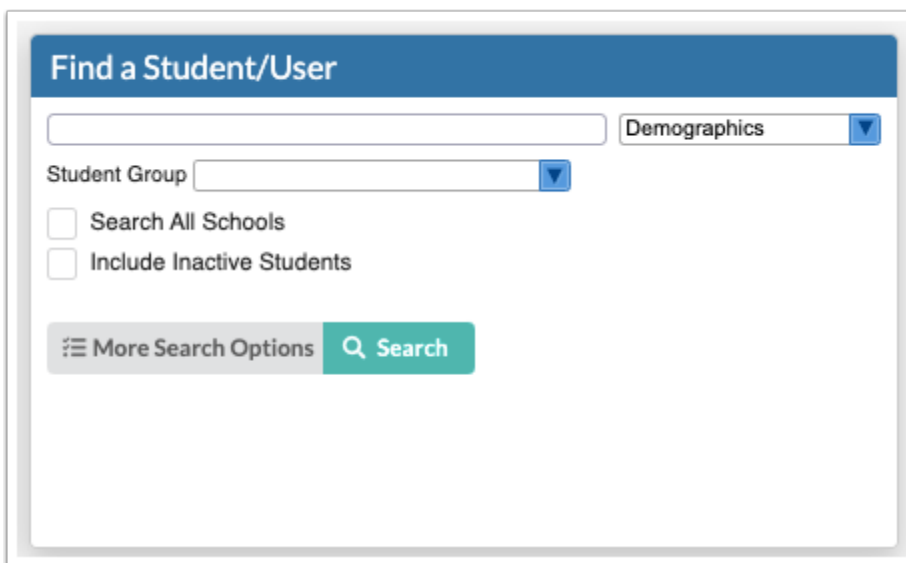 Find a Student/User
Demographics
Student Group
Search All Schools
Include Inactive Students
More Search Options Search